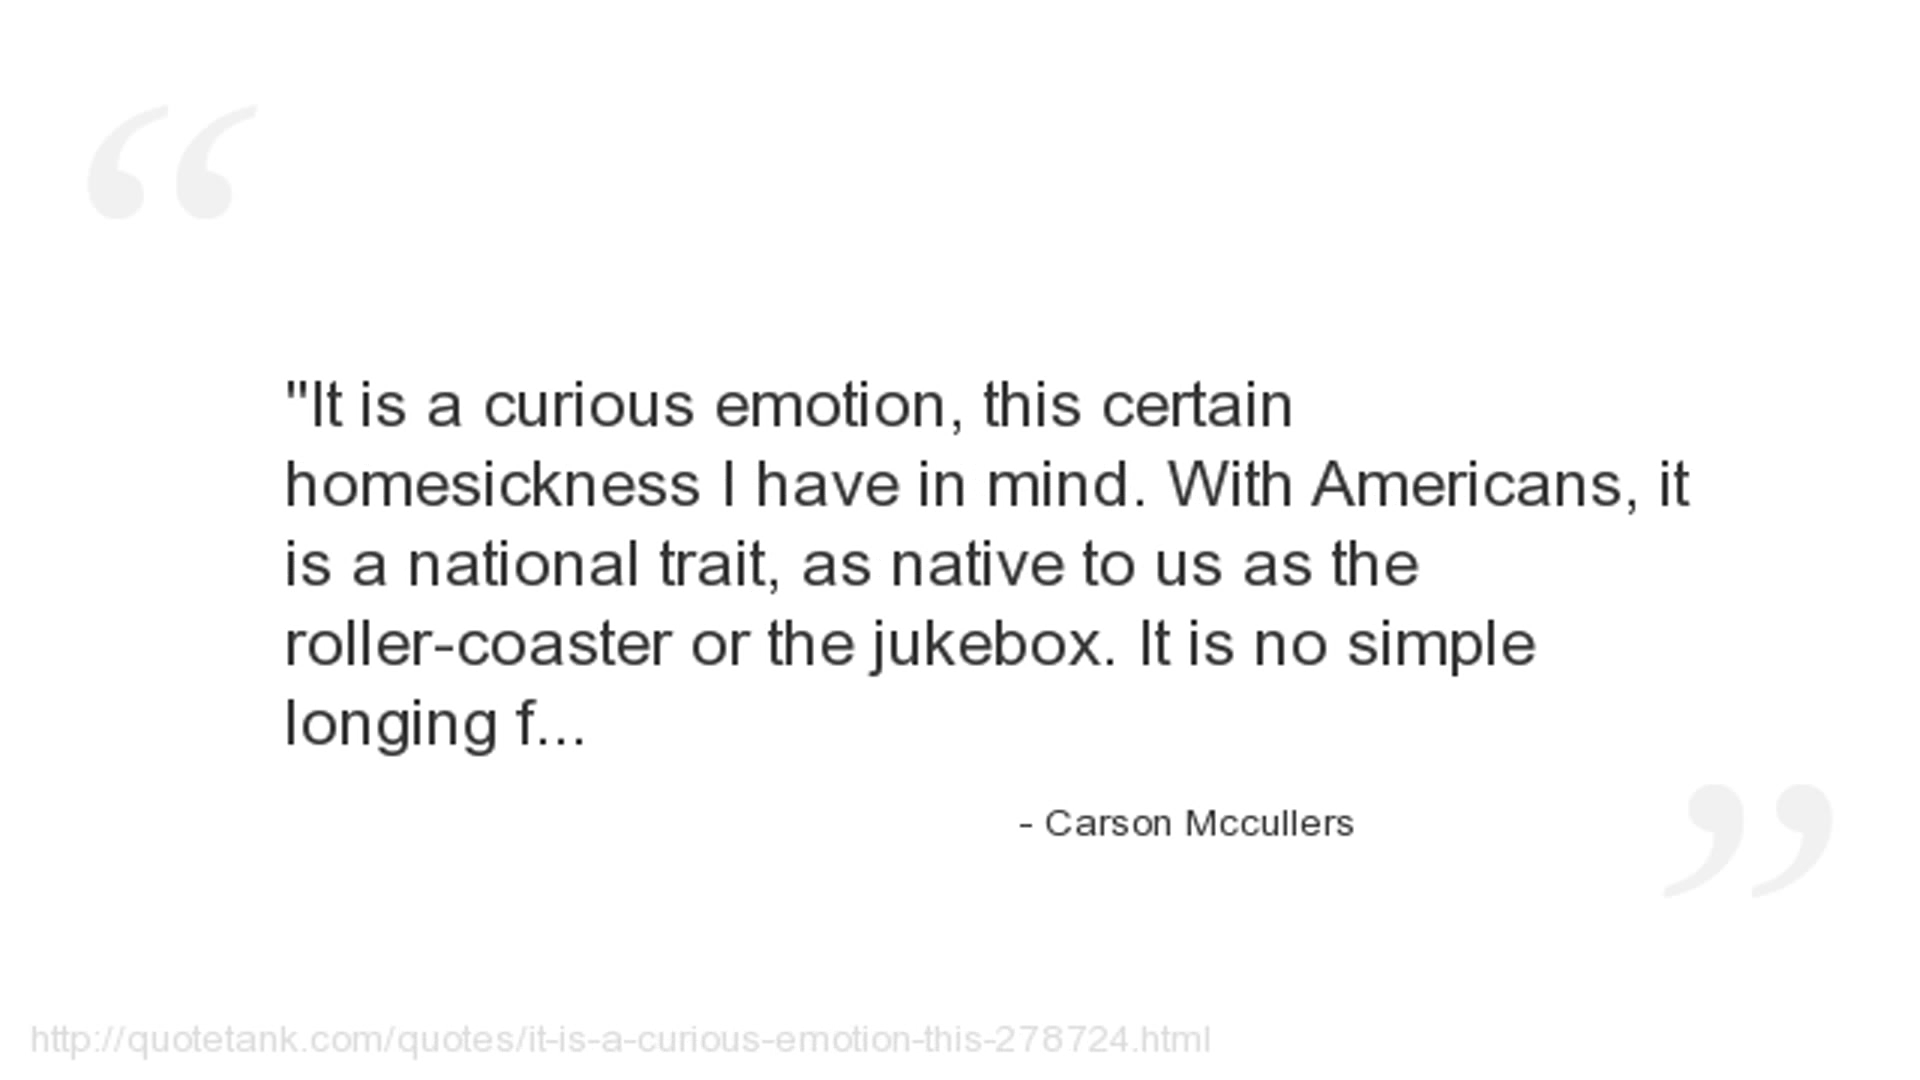 "It is a curious emotion, this certain
homesickness I have in mind. With Americans, it
is a national trait, as native to us as the
roller-coaster or the jukebox. It is no simple
longing f...
- Carson Mccullers
http://quotetank.com/quotes/it-is-a-curious-emotion-this-278724.html